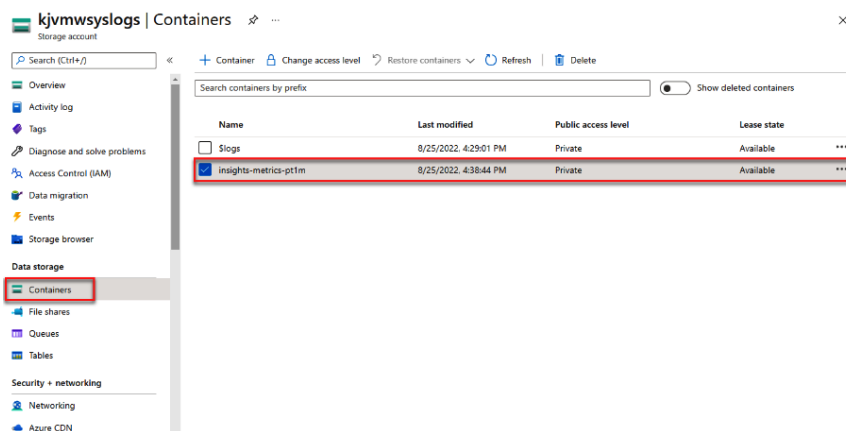 kjvmwsyslogs | Containers ...
Storage account
Search (Ctrl+/)
«
+ Container Change access level Restore containers Refresh Delete
Overview
Search containers by prefix
Show deleted containers
Activity log
Tags
Name Last modified Public access level Lease state
Diagnose and solve problems
$logs 8/25/2022, 4:29:01 PM Private Available ...
Access Control (IAM)
insights-metrics-pt1m 8/25/2022, 4:38:44 PM Private Available ...
Data migration
Events
Storage browser
Data storage
Containers
File shares
Queues
Tables
Security + networking
Networking
Azure CDN